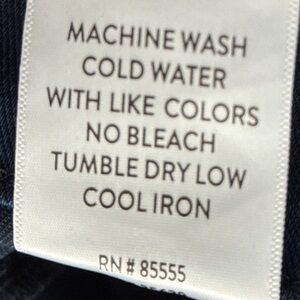 MACHINE WASH
COLD WATER
WITH LIKE COLORS
NO BLEACH
TUMBLE DRY LOW
COOL IRON
RN# 85555